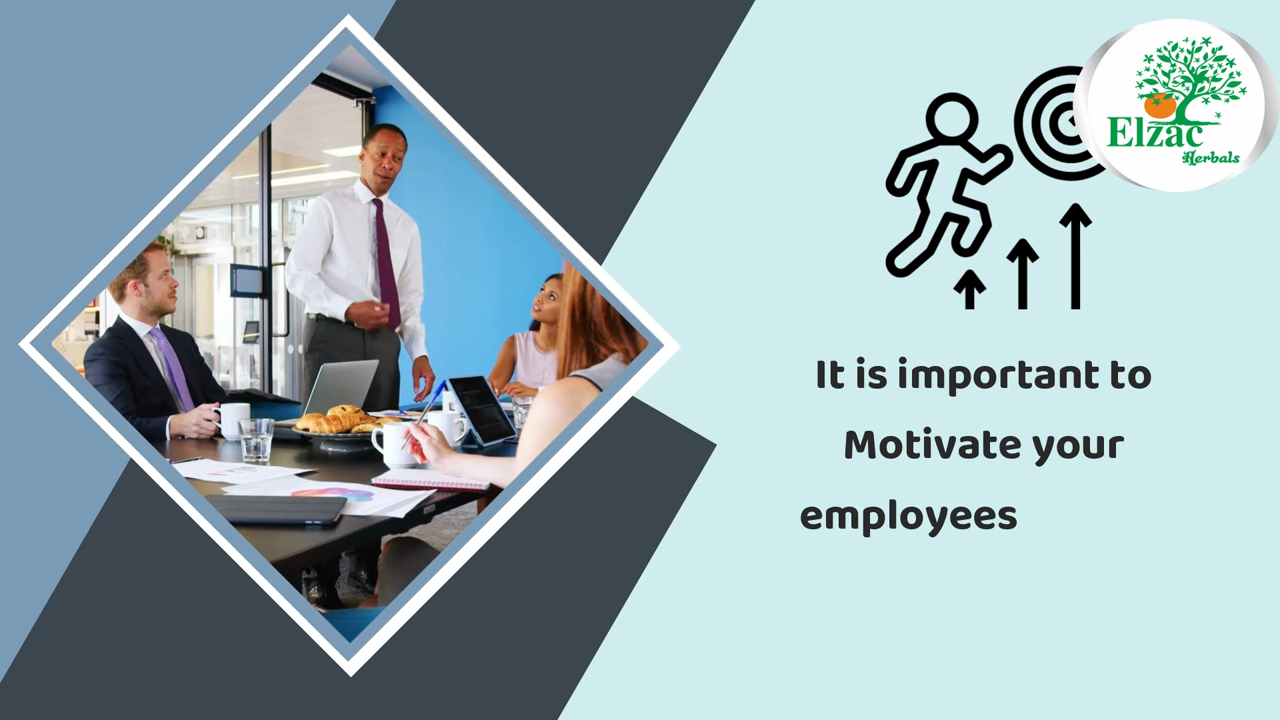 Elzac
Herbals
It is important to
Motivate your
employees